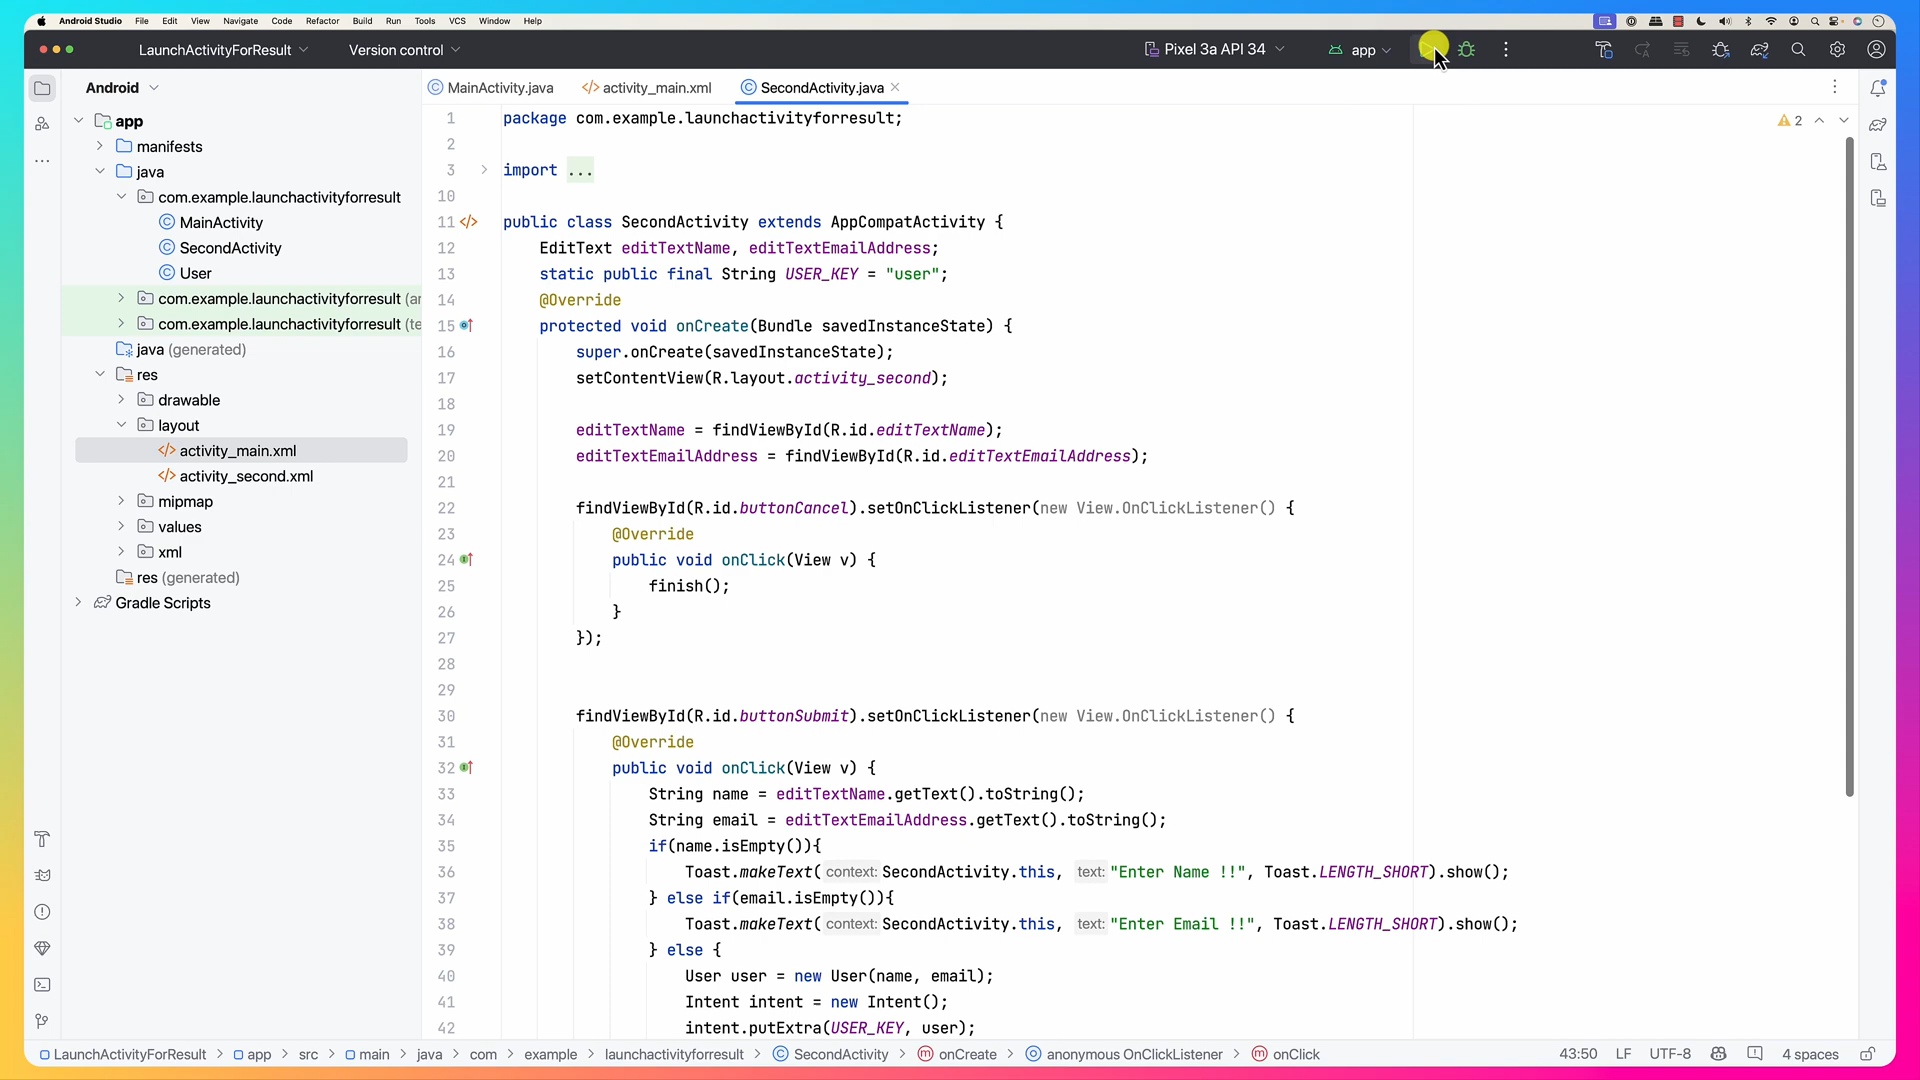 Android Studio File Edit View Navigate Code Refactor Build Run Tools VCS Window Help
LaunchActivityForResult Version control Pixel 3a API 34 app
Android
MainActivity.java activity_main.xml SecondActivity.java
app
manifests
java
com.example.launchactivityforresult
MainActivity
SecondActivity
User
com.example.launchactivityforresult (ar
com.example.launchactivityforresult (te
java (generated)
res
drawable
layout
activity_main.xml
activity_second.xml
mipmap
values
xml
res (generated)
Gradle Scripts
2
1 package com.example.launchactivityforresult;
2
3 import ...
10
11 public class SecondActivity extends AppCompatActivity {
12 EditText editTextName, editTextEmailAddress;
13 static public final String USER_KEY = "user";
14 @Override
15 protected void onCreate(Bundle savedInstanceState) {
16 super.onCreate(savedInstanceState);
17 setContentView(R.layout.activity_second);
18
19 editTextName = findViewById(R.id.editTextName);
20 editTextEmailAddress = findViewById(R.id.editTextEmailAddress);
21
22 findViewById(R.id.buttonCancel).setOnClickListener(new View.OnClickListener() {
23 @Override
24 public void onClick(View v) {
25 finish();
26 }
27 });
28
29
30 findViewById(R.id.buttonSubmit).setOnClickListener(new View.OnClickListener() {
31 @Override
32 public void onClick(View v) {
33 String name = editTextName.getText().toString();
34 String email = editTextEmailAddress.getText().toString();
35 if(name.isEmpty()){
36 Toast.makeText( context: SecondActivity.this, text: "Enter Name !!", Toast.LENGTH_SHORT).show();
37 } else if(email.isEmpty()){
38 Toast.makeText( context: SecondActivity.this, text: "Enter Email !!", Toast.LENGTH_SHORT).show();
39 } else {
40 User user = new User(name, email);
41 Intent intent = new Intent();
42 intent.putExtra(USER_KEY, user);
LaunchActivityForResult > app > src > main > java > com > example > launchactivityforresult > SecondActivity > onCreate > anonymous OnClickListener > onClick 43:50 LF UTF-8 4 spaces